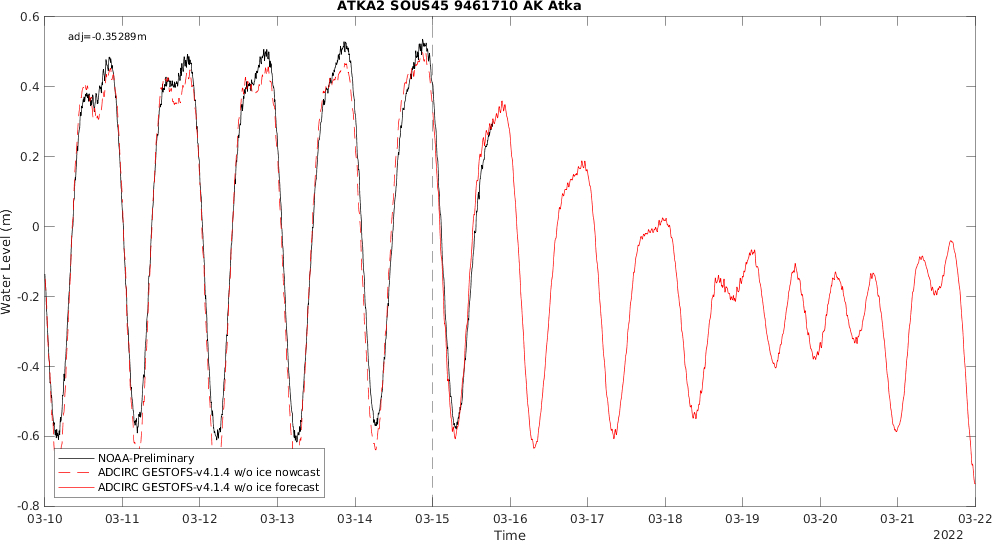 ATKA2 SOUS45 9461710 AK Atka
adj=-0.35289m
0.6
0.4
0.2
0
-0.2
-0.4
-0.6
-0.8
Water Level (m)
NOAA-Preliminary
ADCIRC GESTOFS-v4.1.4 w/o ice nowcast
ADCIRC GESTOFS-v4.1.4 w/o ice forecast
03-10 03-11 03-12 03-13 03-14 03-15 03-16 03-17 03-18 03-19 03-20 03-21 03-22
Time
2022